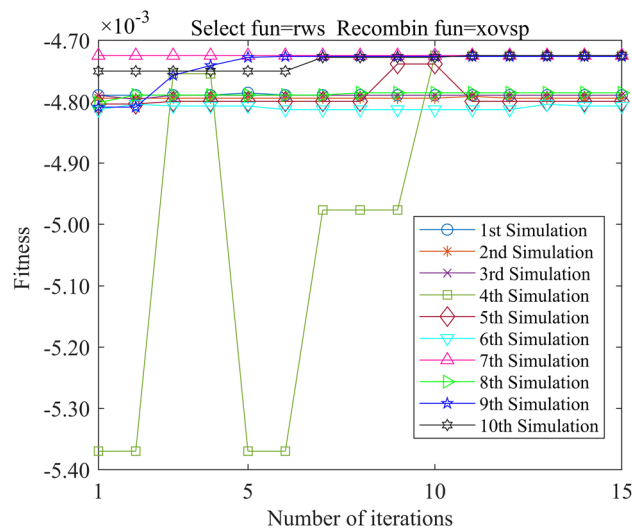 ×10-3
Select fun=rws Recombin fun=xovsp
-4.70
-4.80
-4.90
-5.00
-5.10
-5.20
-5.30
-5.40
Fitness
1st Simulation
2nd Simulation
3rd Simulation
4th Simulation
5th Simulation
6th Simulation
7th Simulation
8th Simulation
9th Simulation
10th Simulation
1 5 10 15
Number of iterations